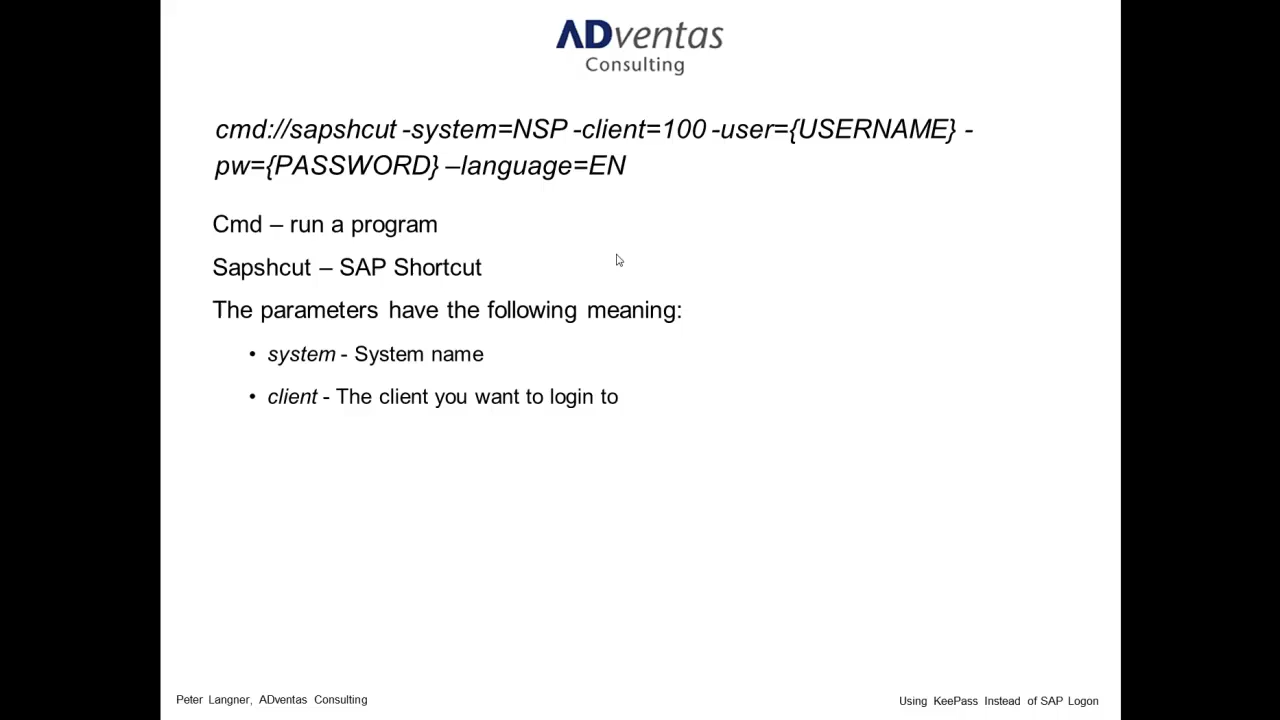 ADventas
Consulting
cmd://sapshcut -system=NSP -client=100 -user={USERNAME} -
pw={PASSWORD} –language=EN
Cmd – run a program
Sapshcut – SAP Shortcut
The parameters have the following meaning:
• system - System name
• client - The client you want to login to
Peter Langner, ADventas Consulting
Using KeePass Instead of SAP Logon